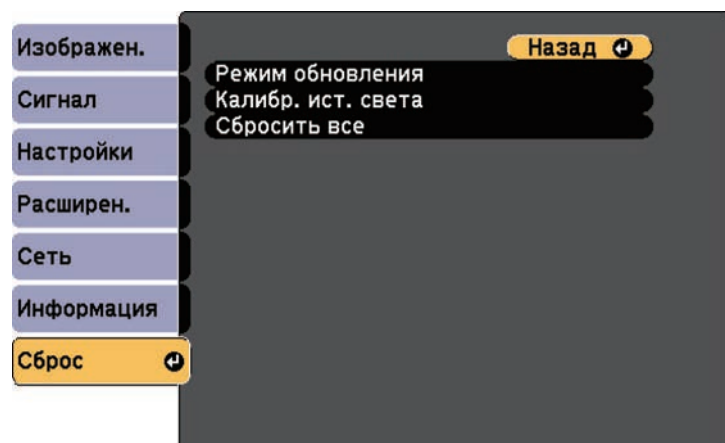 Изображен.
Сигнал
Настройки
Расширен.
Сеть
Информация
Сброс
Назад
Режим обновления
Калибр. ист. света
Сбросить все